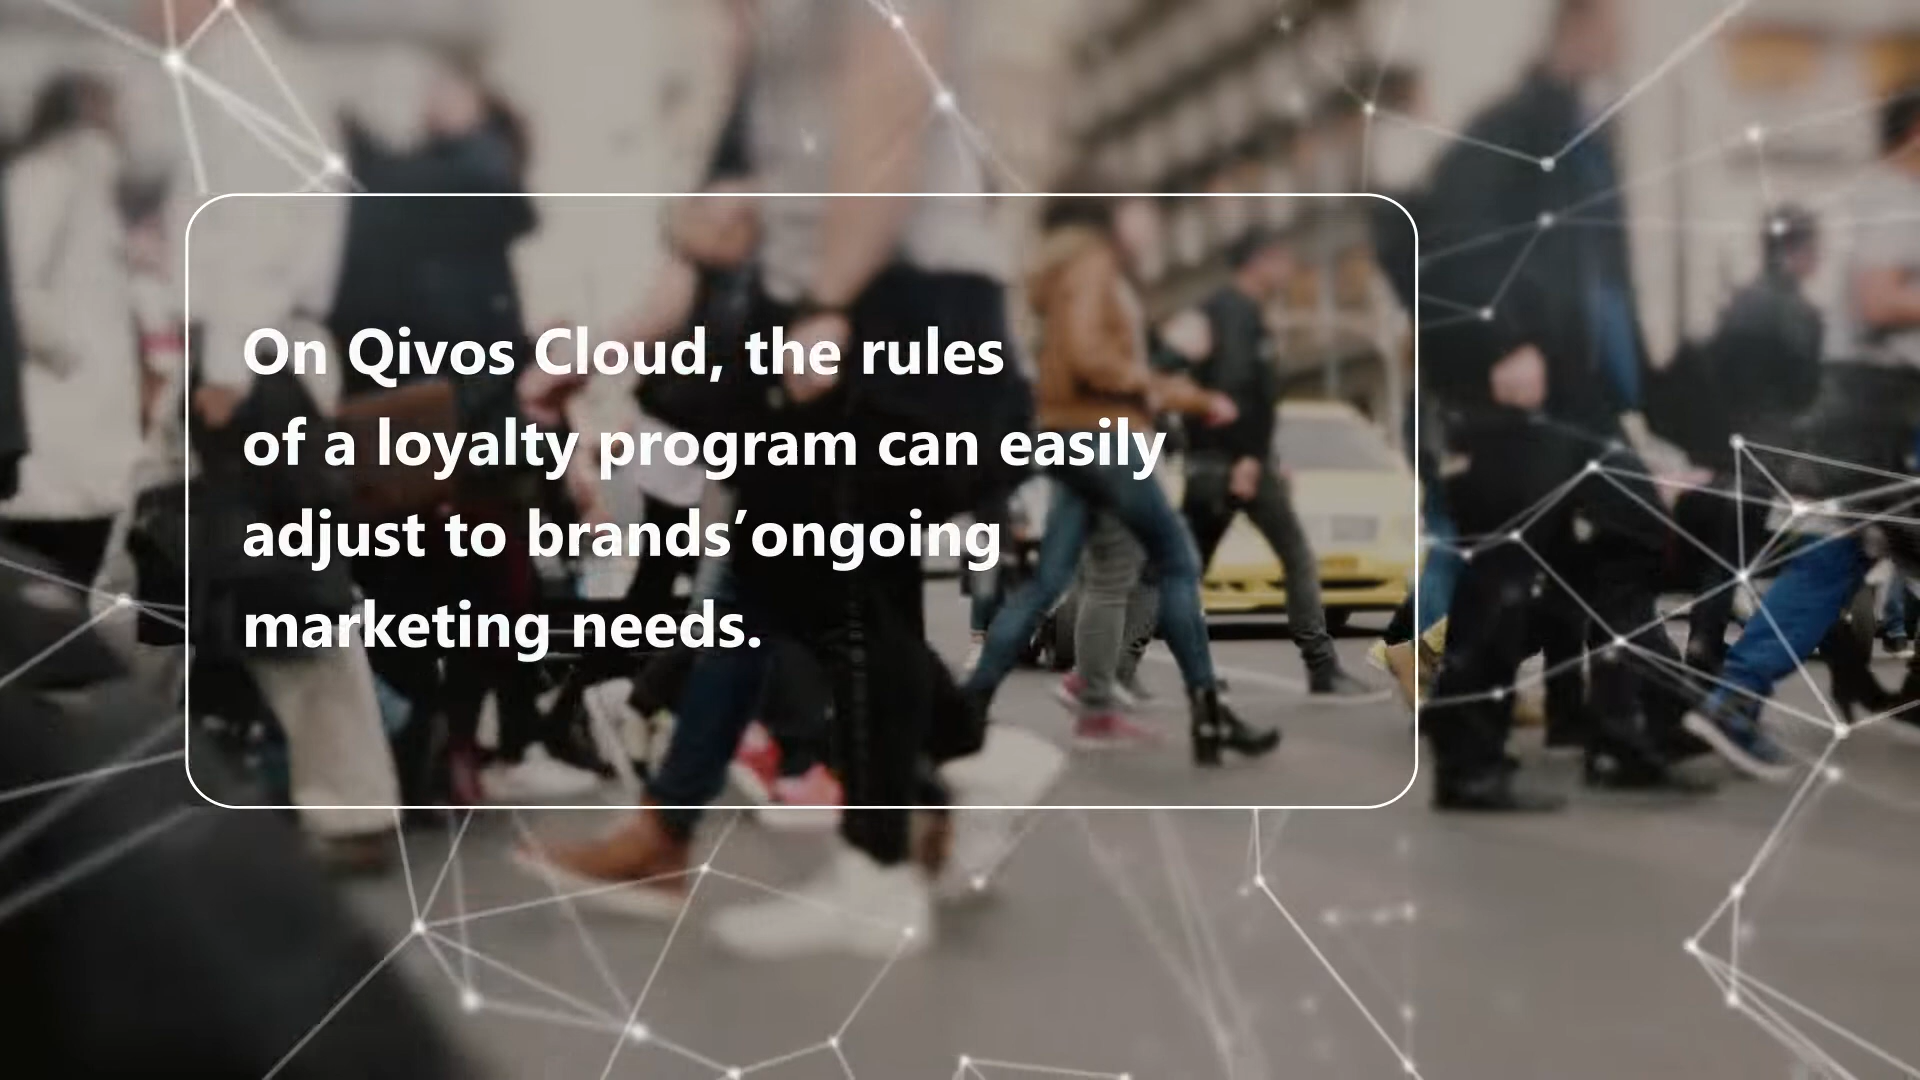 On Qivos Cloud, the rules
of a loyalty program can easily
adjust to brands’ongoing
marketing needs.